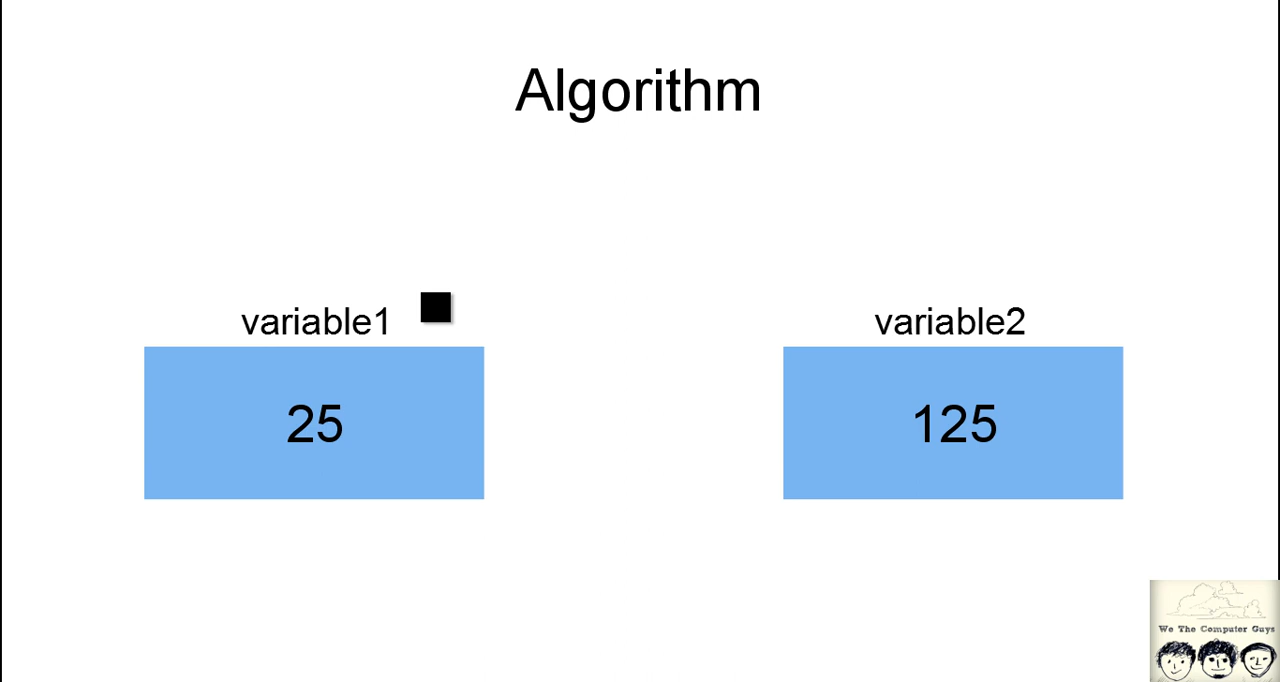 Algorithm
variable1
variable2
25
125
We The Computer Guys